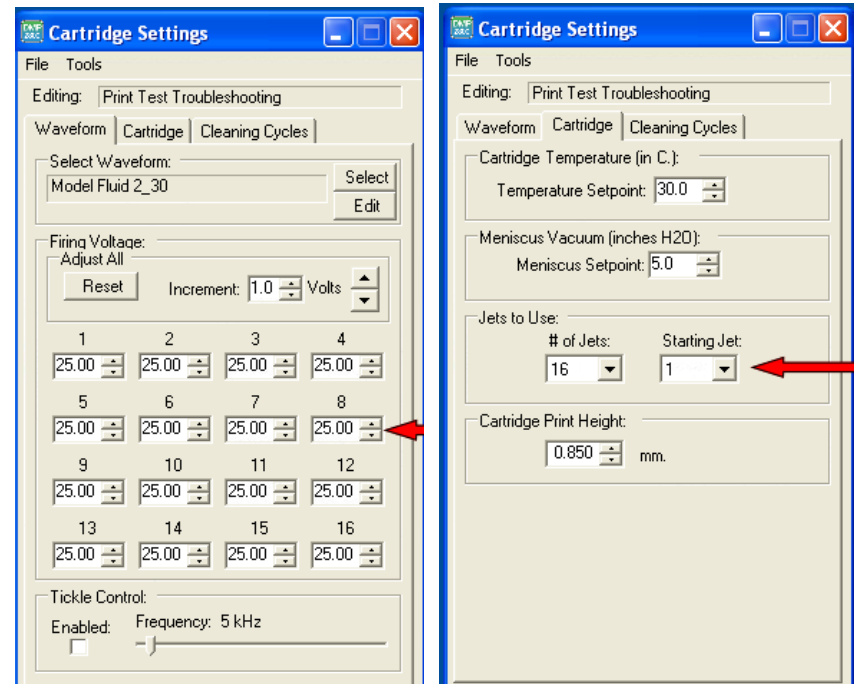 Cartridge Settings
File Tools
Editing: Print Test Troubleshooting
Waveform Cartridge Cleaning Cycles
Select Waveform:
Model Fluid 2_30
Select
Edit
Firing Voltage:
Adjust All
Reset Increment: 1.0 Volts
1 2 3 4
25.00 25.00 25.00 25.00
5 6 7 8
25.00 25.00 25.00 25.00
9 10 11 12
25.00 25.00 25.00 25.00
13 14 15 16
25.00 25.00 25.00 25.00
Tickle Control:
Enabled: Frequency: 5 kHz
Cartridge Settings
File Tools
Editing: Print Test Troubleshooting
Waveform Cartridge Cleaning Cycles
Cartridge Temperature (in C.):
Temperature Setpoint: 30.0
Meniscus Vacuum (inches H2O):
Meniscus Setpoint: 5.0
Jets to Use:
# of Jets: Starting Jet:
16 1
Cartridge Print Height:
0.850 mm.